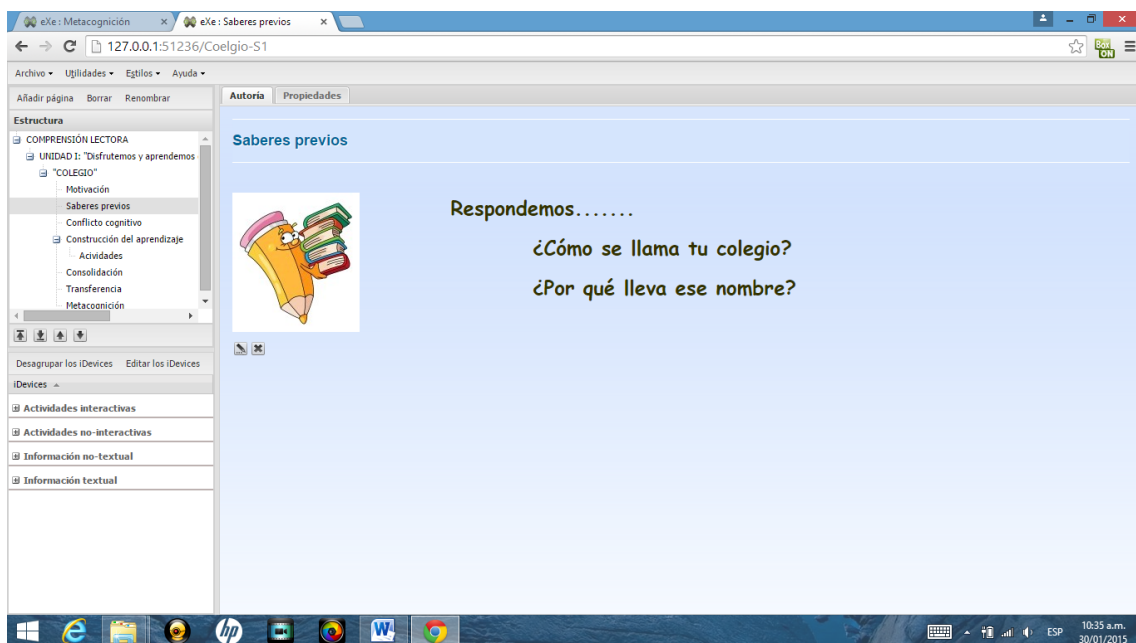 eXe : Metacognición
eXe : Saberes previos
127.0.0.1:51236/Coelgio-S1
Box ON
Archivo Utilidades Estilos Ayuda
Añadir página Borrar Renombrar
Autoría Propiedades
Estructura
COMPRENSIÓN LECTORA
UNIDAD I: "Disfrutemos y aprendemos
"COLEGIO"
Motivación
Saberes previos
Conflicto cognitivo
Construcción del aprendizaje
Acividades
Consolidación
Transferencia
Metacognición
Desagrupar los iDevices Editar los iDevices
iDevices
Actividades interactivas
Actividades no-interactivas
Información no-textual
Información textual
Saberes previos
Respondemos.......
¿Cómo se llama tu colegio?
¿Por qué lleva ese nombre?
hp
W
ESP
10:35 a.m.
30/01/2015